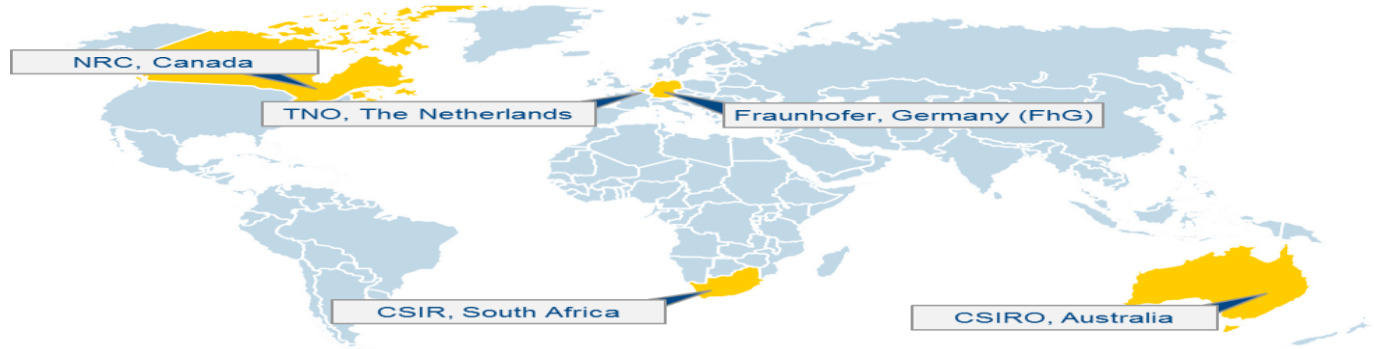 NRC, Canada
TNO, The Netherlands
Fraunhofer, Germany (FhG)
CSIR, South Africa
CSIRO, Australia